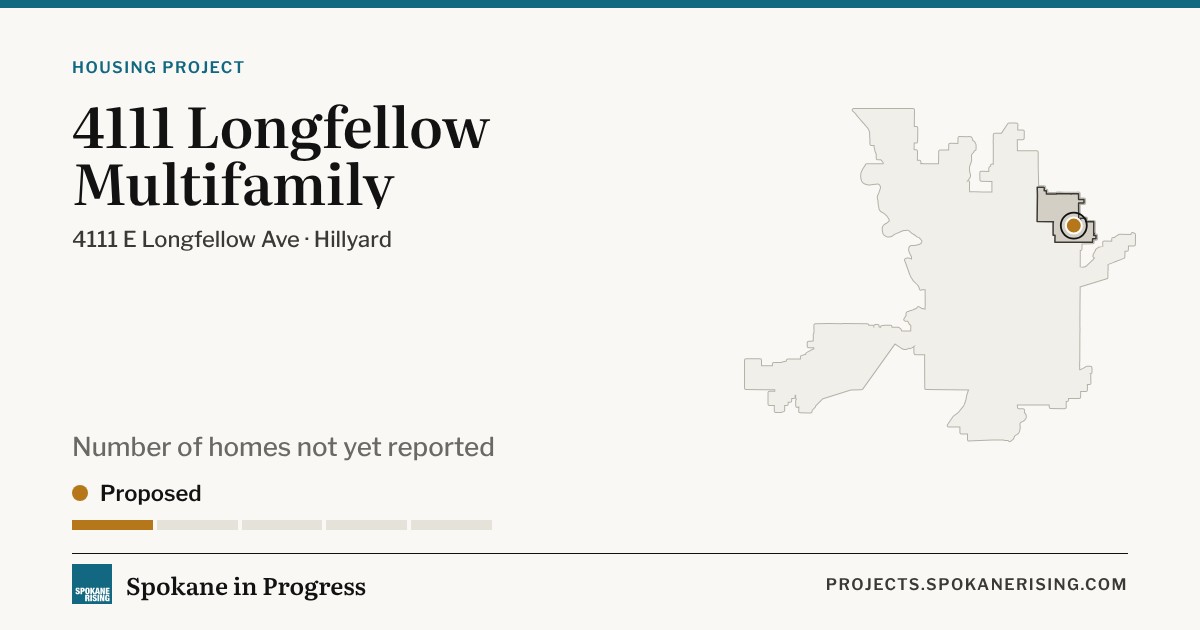 HOUSING PROJECT
4111 Longfellow
Multifamily
4111 E Longfellow Ave · Hillyard
Number of homes not yet reported
Proposed
SPOKANE
RISING
Spokane in Progress
PROJECTS.SPOKANERISING.COM